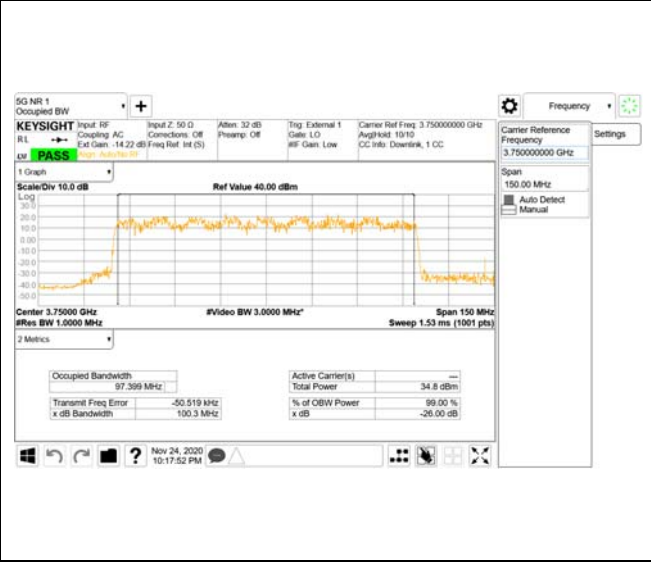 5G NR 1
Occupied BW
Frequency
KEYSIGHT
Input: RF
Input Z: 50 Ω
Atten: 32 dB
Trig: External 1
Carrier Ref Freq: 3.750000000 GHz
RL
Coupling: AC
Corrections: Off
Preamp: Off
Gate: LO
Avg|Hold: 10/10
Ext Gain: -14.22 dB
Freq Ref: Int (S)
#IF Gain: Low
CC Info: Downlink, 1 CC
PASS
Align: Auto/No RF
Carrier Reference
Frequency
3.750000000 GHz
Settings
Span
150.00 MHz
Auto Detect
Manual
1 Graph
Scale/Div 10.0 dB
Ref Value 40.00 dBm
Log
30.0
20.0
10.0
0.00
-10.0
-20.0
-30.0
-40.0
-50.0
Center 3.75000 GHz
#Video BW 3.0000 MHz*
Span 150 MHz
#Res BW 1.0000 MHz
Sweep 1.53 ms (1001 pts)
2 Metrics
Occupied Bandwidth
97.399 MHz
Active Carrier(s)
---
Total Power
34.8 dBm
Transmit Freq Error
-50.519 kHz
% of OBW Power
99.00 %
x dB Bandwidth
100.3 MHz
x dB
-26.00 dB
?
Nov 24, 2020
10:17:52 PM